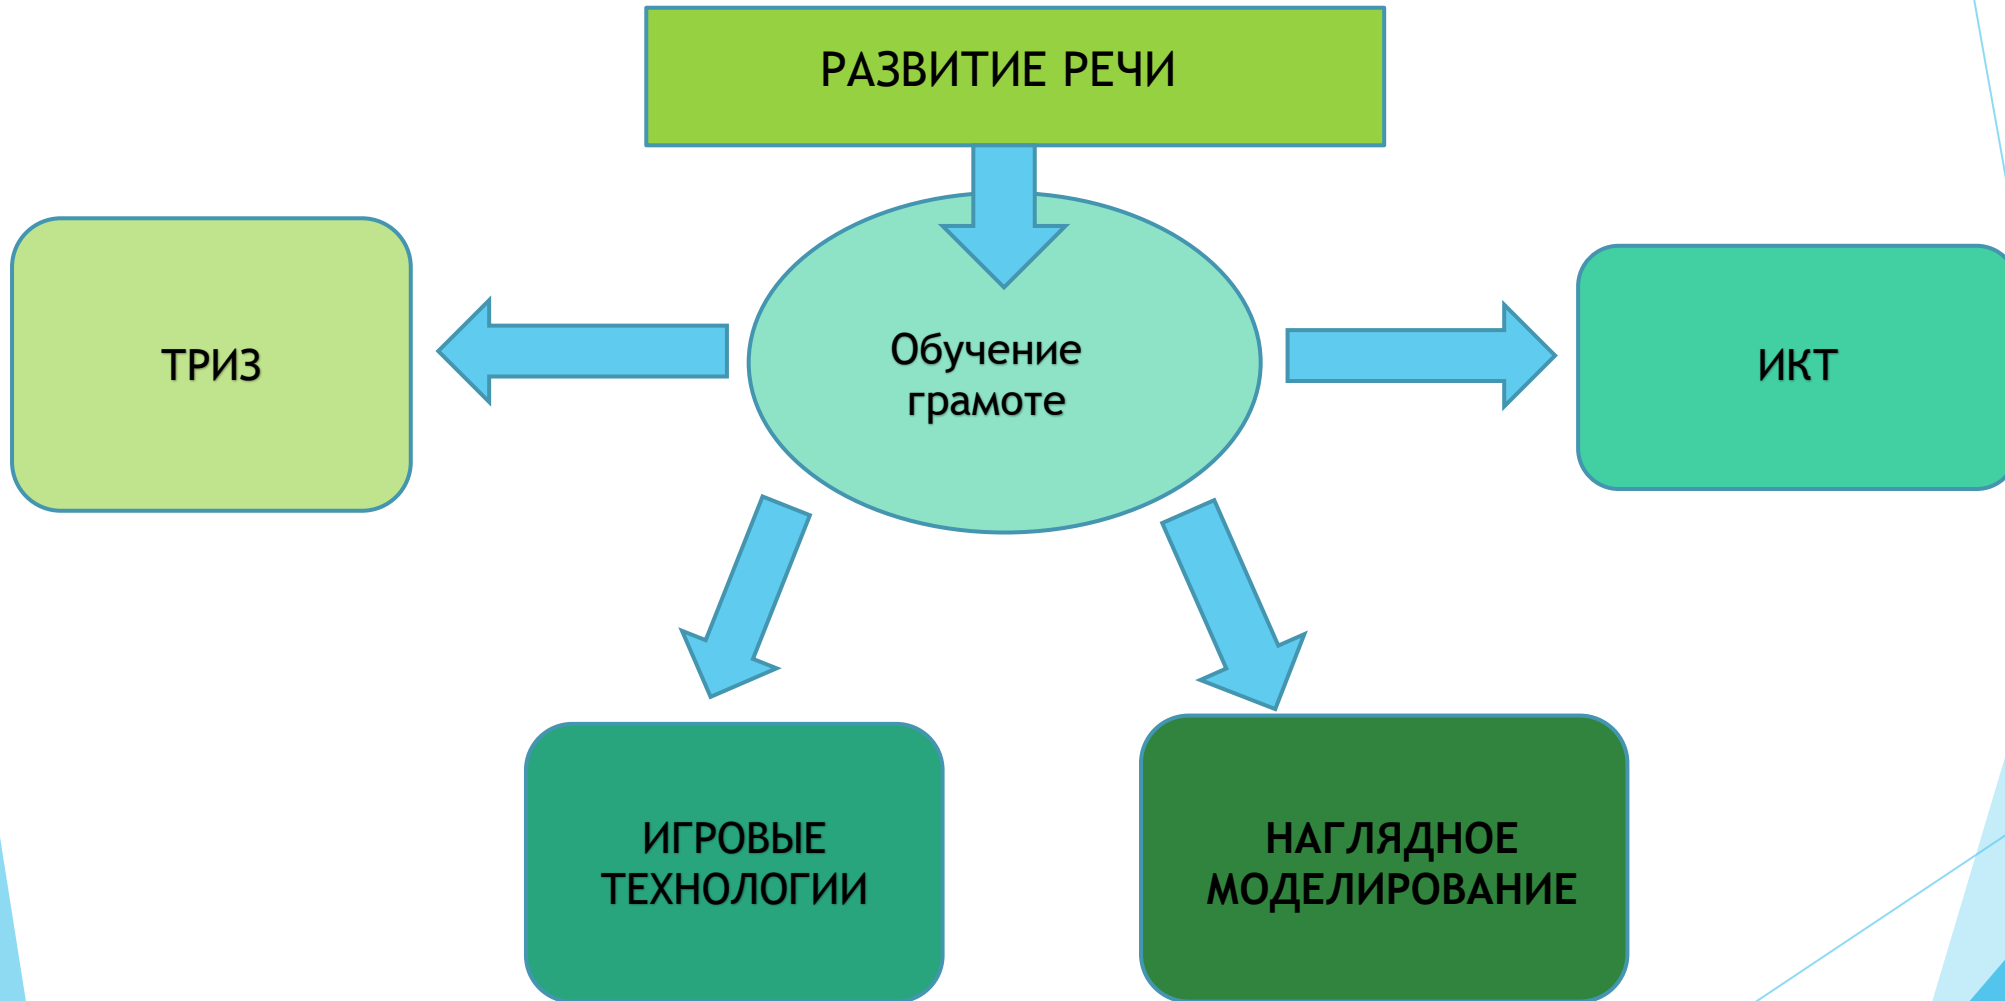 РАЗВИТИЕ РЕЧИ
ТРИЗ
Обучение
грамоте
ИКТ
ИГРОВЫЕ
ТЕХНОЛОГИИ
НАГЛЯДНОЕ
МОДЕЛИРОВАНИЕ